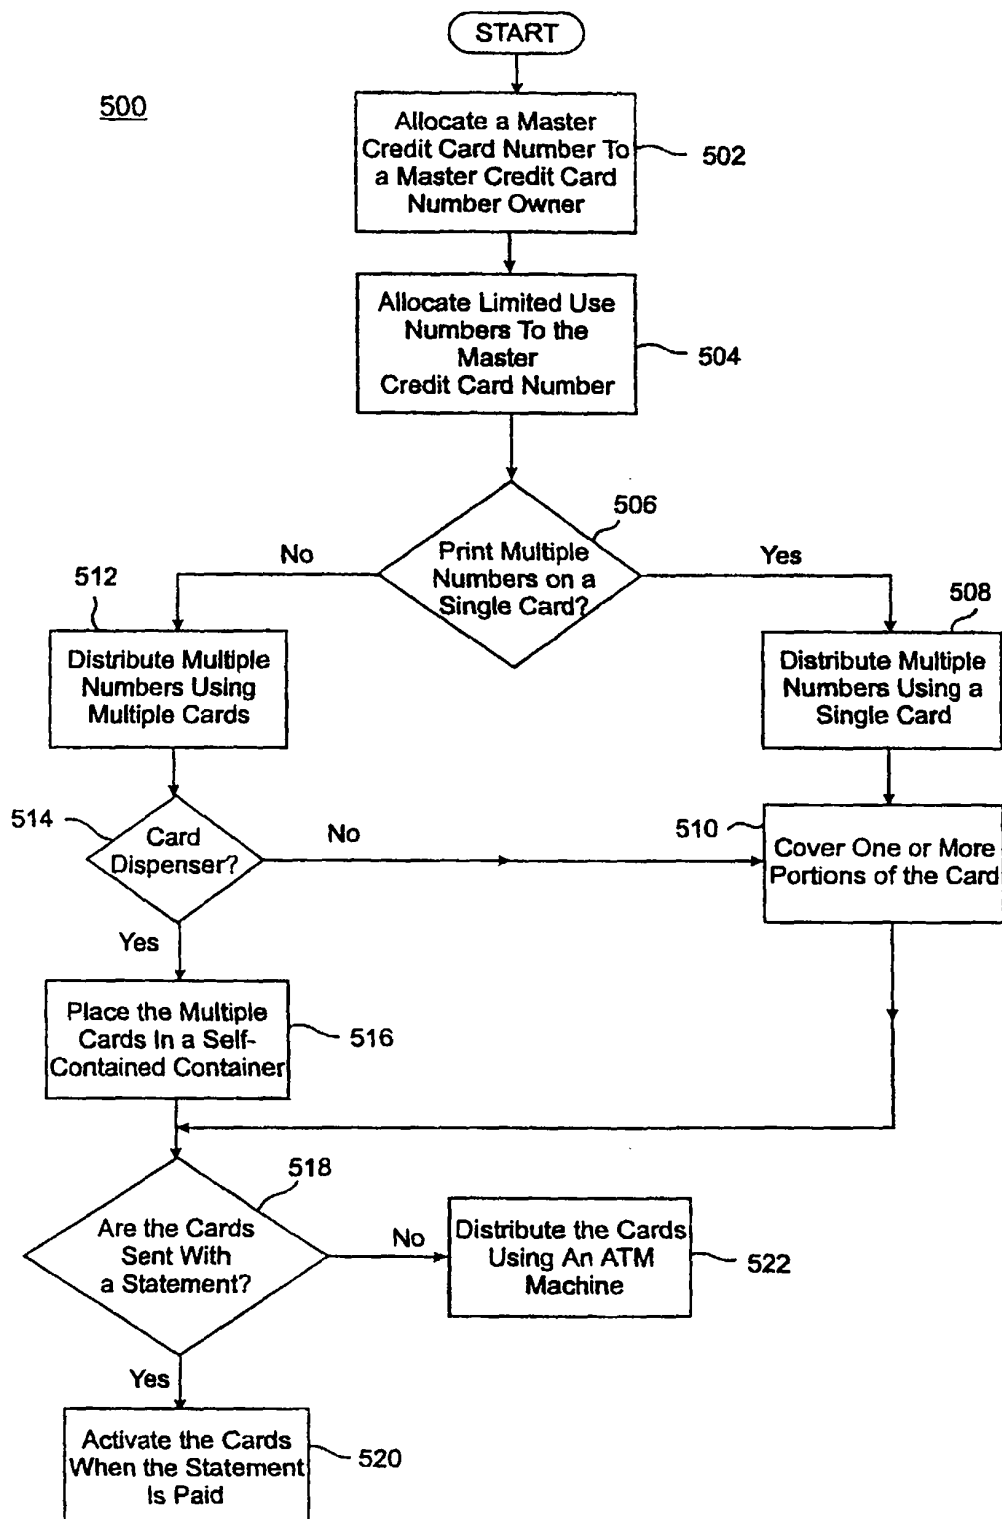 START
500
Allocate a Master
Credit Card Number To
a Master Credit Card
Number Owner
502
Allocate Limited Use
Numbers To the
Master
Credit Card Number
504
506
Print Multiple
Numbers on a
Single Card?
No
Yes
512
508
Distribute Multiple
Numbers Using
Multiple Cards
Distribute Multiple
Numbers Using a
Single Card
514
Card
Dispenser?
No
510
Cover One or More
Portions of the Card
Yes
Place the Multiple
Cards In a Self-
Contained Container
516
518
Are the Cards
Sent With
a Statement?
No
Distribute the Cards
Using An ATM
Machine
522
Yes
Activate the Cards
When the Statement
Is Paid
520